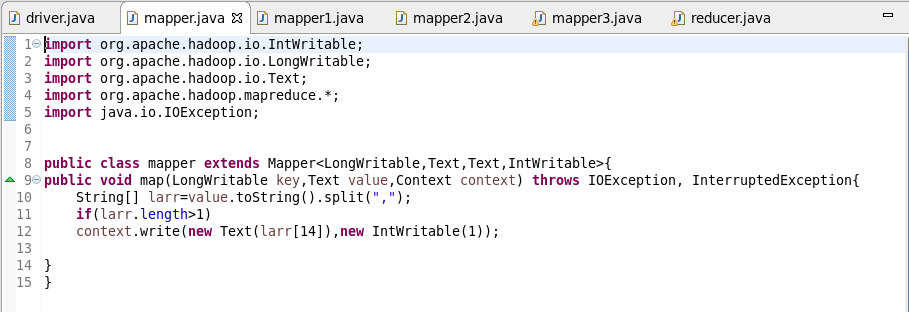 driver.java mapper.java mapper1.java mapper2.java mapper3.java reducer.java
1 import org.apache.hadoop.io.IntWritable;
2 import org.apache.hadoop.io.LongWritable;
3 import org.apache.hadoop.io.Text;
4 import org.apache.hadoop.mapreduce.*;
5 import java.io.IOException;
6
7
8 public class mapper extends Mapper<LongWritable,Text,Text,IntWritable>{
9 public void map(LongWritable key,Text value,Context context) throws IOException, InterruptedException{
10     String[] larr=value.toString().split(",");
11     if(larr.length>1)
12     context.write(new Text(larr[14]),new IntWritable(1));
13
14 }
15 }